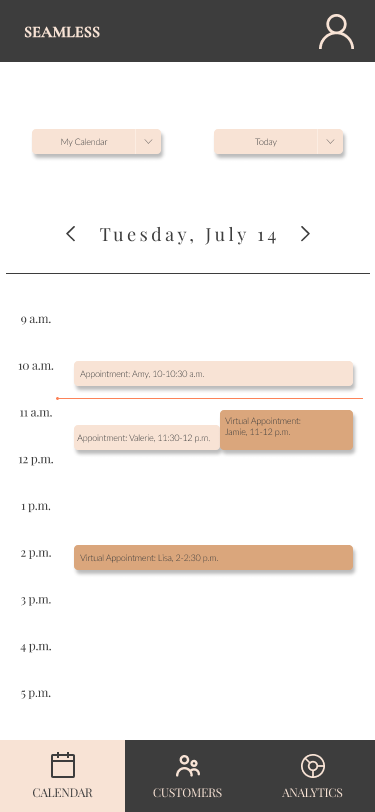 SEAMLESS
My Calendar
Today
Tuesday, July 14
9 a.m.
10 a.m.
Appointment: Amy, 10-10:30 a.m.
11 a.m.
Virtual Appointment:
Jamie, 11-12 p.m.
Appointment: Valerie, 11:30-12 p.m.
12 p.m.
1 p.m.
2 p.m.
Virtual Appointment: Lisa, 2-2:30 p.m.
3 p.m.
4 p.m.
5 p.m.
CALENDAR
CUSTOMERS
ANALYTICS